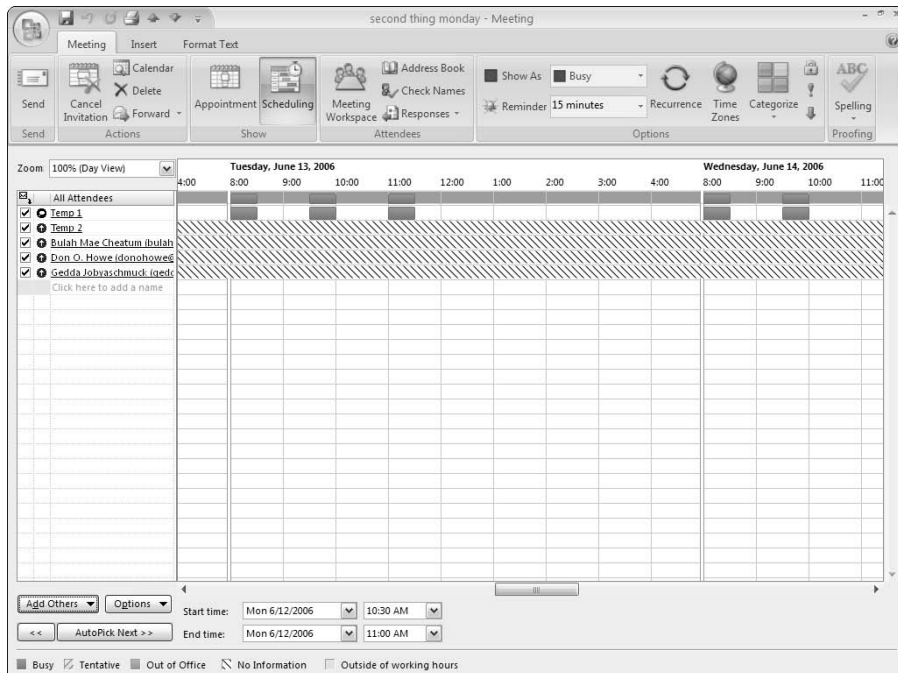 second thing monday - Meeting
Meeting Insert Format Text
Send
Cancel Invitation
Calendar
Delete
Forward
Appointment
Scheduling
Meeting Workspace
Address Book
Check Names
Responses
Show As Busy
Reminder 15 minutes
Recurrence
Time Zones
Categorize
ABC
Spelling
Send Actions Show Attendees Options Proofing
Zoom 100% (Day View)
Tuesday, June 13, 2006 Wednesday, June 14, 2006
4:00 8:00 9:00 10:00 11:00 12:00 1:00 2:00 3:00 4:00 8:00 9:00 10:00 11:00
All Attendees
Temp 1
Temp 2
Bulah Mae Cheatum (bulah
Don O. Howe (donohowe@
Gedda Jobyaschmuck (gedd
Click here to add a name
Add Others Options
Start time: Mon 6/12/2006 10:30 AM
<< AutoPick Next >>
End time: Mon 6/12/2006 11:00 AM
Busy Tentative Out of Office No Information Outside of working hours